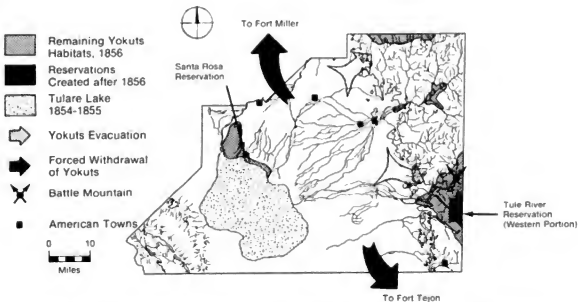 To Fort Miller
Remaining Yokuts
Habitats, 1856
Reservations
Created after 1856
Tulare Lake
1854-1855
Yokuts Evacuation
Forced Withdrawal
of Yokuts
Battle Mountain
American Towns
0 10
Miles
Santa Rosa
Reservation
Tule River
Reservation
(Western Portion)
To Fort Tejon